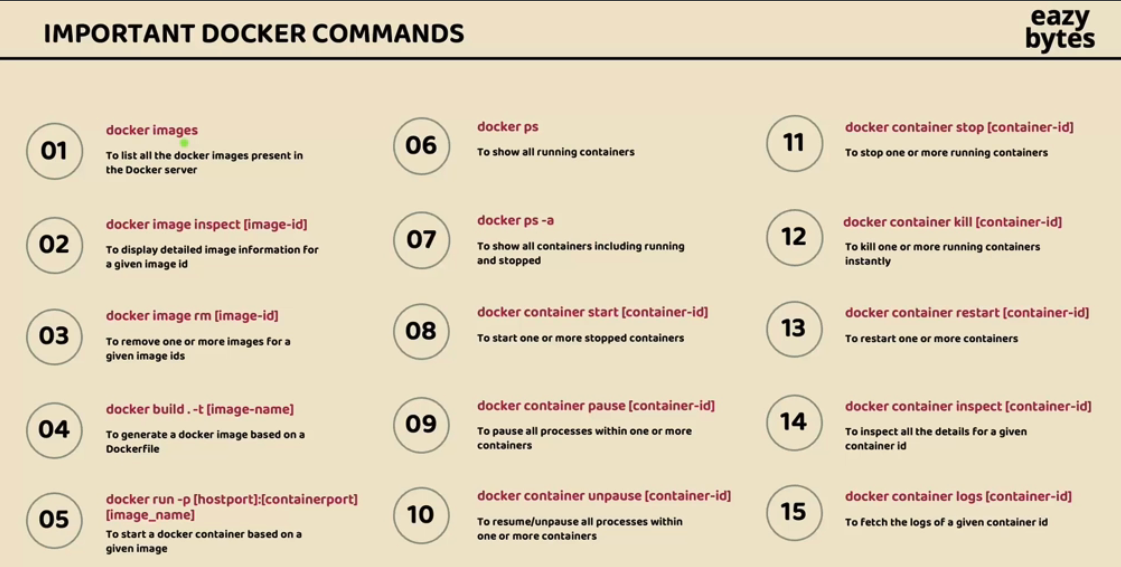 IMPORTANT DOCKER COMMANDS
eazy
bytes
01
docker images
To list all the docker images present in
the Docker server
02
docker image inspect [image-id]
To display detailed image information for
a given image id
03
docker image rm [image-id]
To remove one or more images for a
given image ids
04
docker build . -t [image-name]
To generate a docker image based on a
Dockerfile
05
docker run -p [hostport]:[containerport]
[image_name]
To start a docker container based on a
given image
06
docker ps
To show all running containers
07
docker ps -a
To show all containers including running
and stopped
08
docker container start [container-id]
To start one or more stopped containers
09
docker container pause [container-id]
To pause all processes within one or more
containers
10
docker container unpause [container-id]
To resume/unpause all processes within
one or more containers
11
docker container stop [container-id]
To stop one or more running containers
12
docker container kill [container-id]
To kill one or more running containers
instantly
13
docker container restart [container-id]
To restart one or more containers
14
docker container inspect [container-id]
To inspect all the details for a given
container id
15
docker container logs [container-id]
To fetch the logs of a given container id